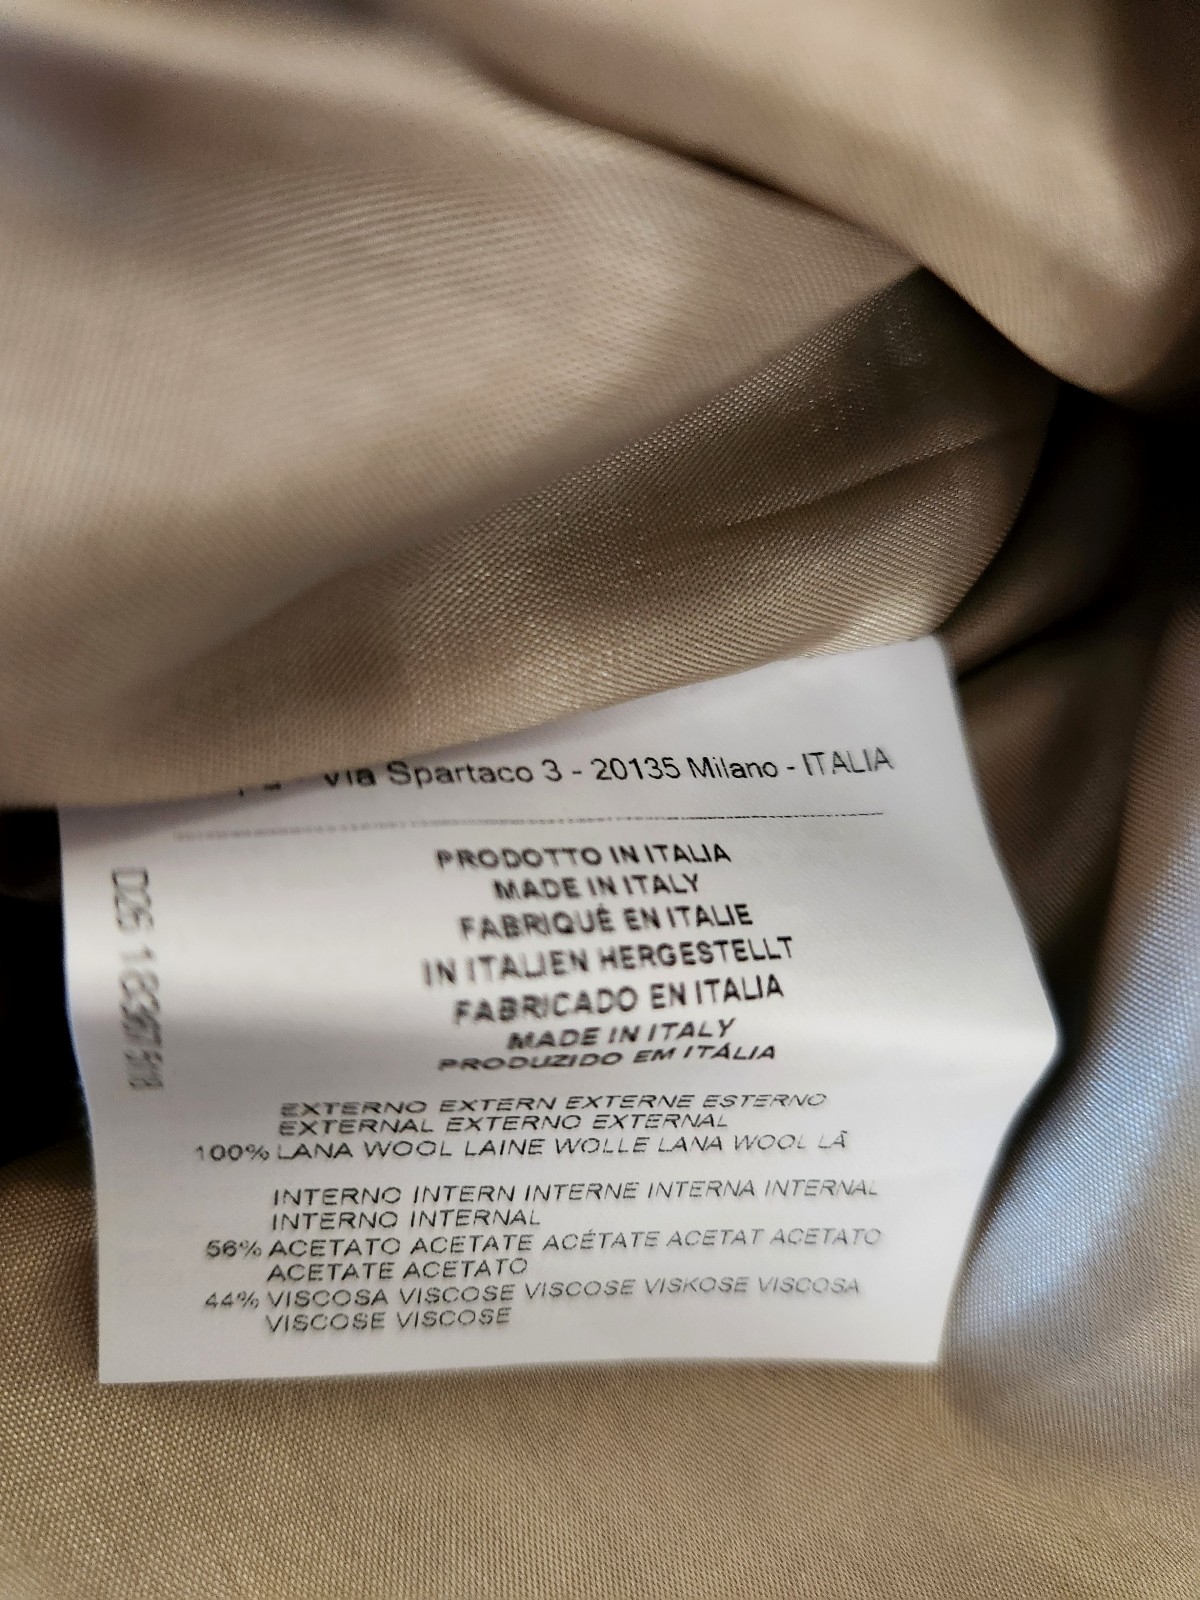 Via Spartaco 3 - 20135 Milano - ITALIA
PRODOTTO IN ITALIA
MADE IN ITALY
FABRIQUÉ EN ITALIE
IN ITALIEN HERGESTELLT
FABRICADO EN ITALIA
MADE IN ITALY
PRODUZIDO EM ITÁLIA
EXTERNO EXTERN EXTERNE ESTERNO
EXTERNAL EXTERNO EXTERNAL
100% LANA WOOL LAINE WOLLE LANA WOOL LÃ
INTERNO INTERN INTERNE INTERNA INTERNAL
INTERNO INTERNAL
56% ACETATO ACETATE ACÉTATE ACETAT ACETATO
ACETATE ACETATO
44% VISCOSA VISCOSE VISCOSE VISKOSE VISCOSA
VISCOSE VISCOSE